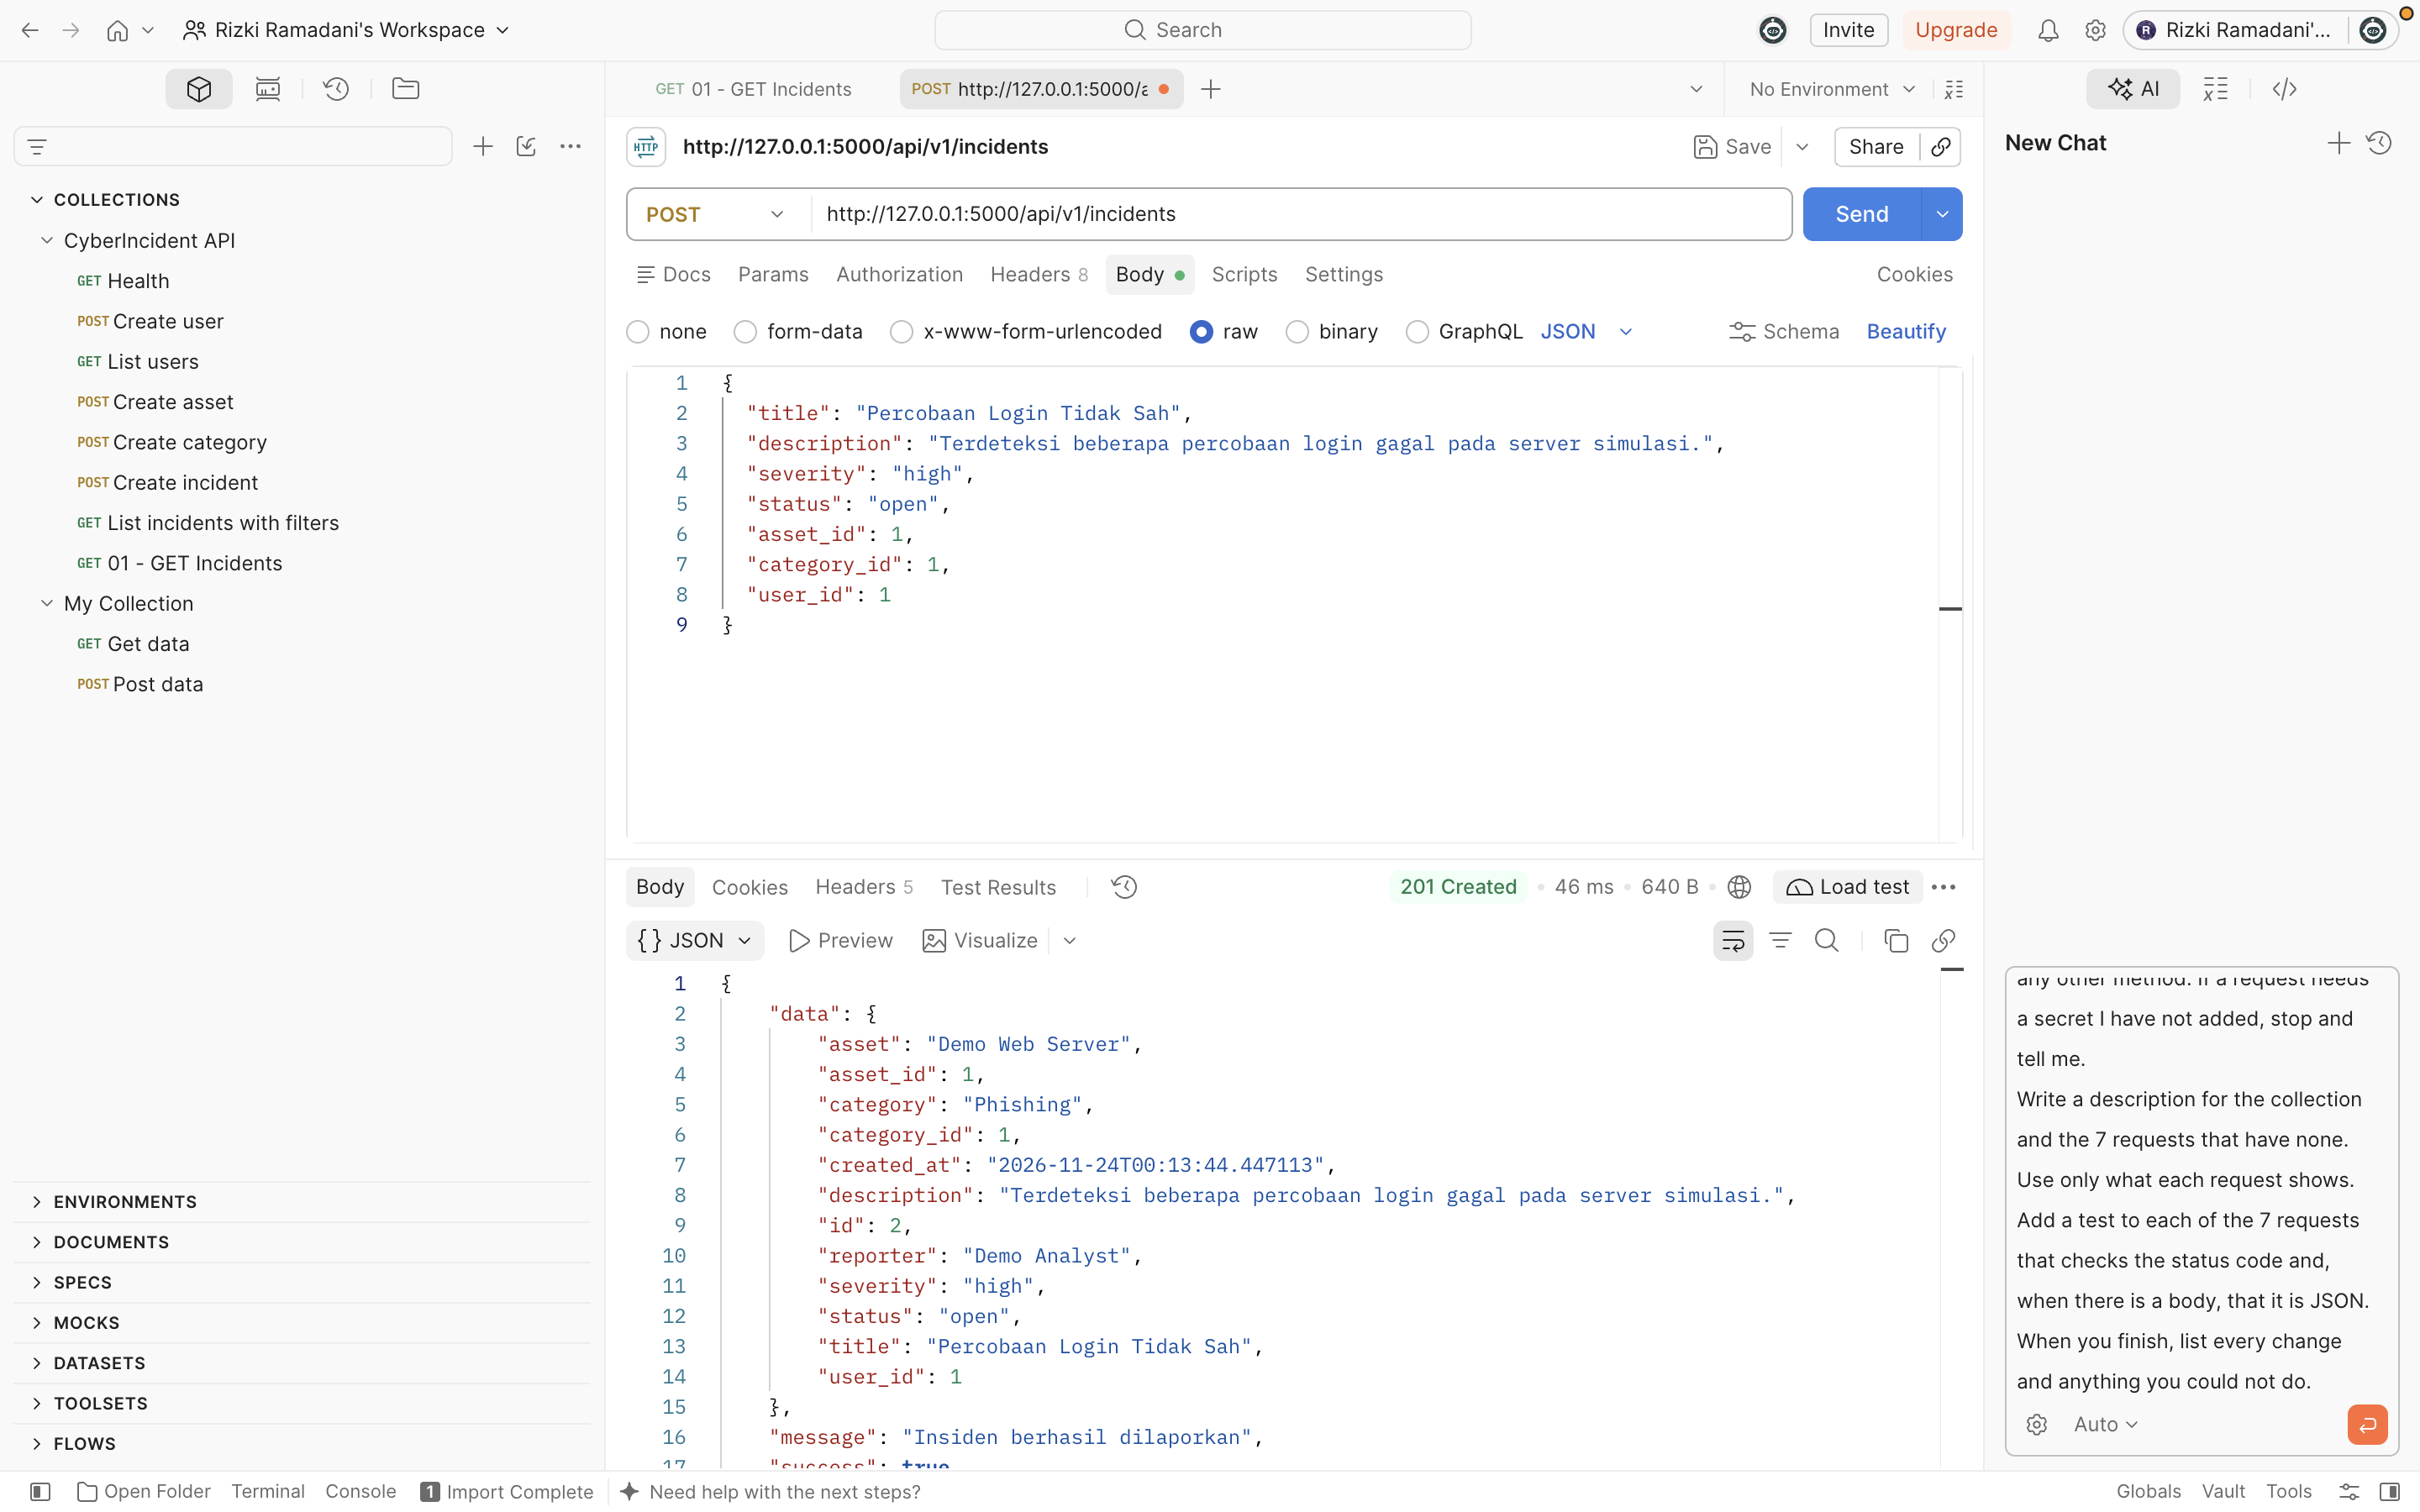 Rizki Ramadani's Workspace
Search
Invite
Upgrade
R
Rizki Ramadani'...
COLLECTIONS
CyberIncident API
GET Health
POST Create user
GET List users
POST Create asset
POST Create category
POST Create incident
GET List incidents with filters
GET 01 - GET Incidents
My Collection
GET Get data
POST Post data
ENVIRONMENTS
DOCUMENTS
SPECS
MOCKS
DATASETS
TOOLSETS
FLOWS
GET 01 - GET Incidents
POST http://127.0.0.1:5000/
No Environment
HTTP
http://127.0.0.1:5000/api/v1/incidents
Save
Share
POST
http://127.0.0.1:5000/api/v1/incidents
Send
Docs
Params
Authorization
Headers 8
Body
Scripts
Settings
Cookies
none
form-data
x-www-form-urlencoded
raw
binary
GraphQL
JSON
Schema
Beautify
1 {
2 "title": "Percobaan Login Tidak Sah",
3 "description": "Terdeteksi beberapa percobaan login gagal pada server simulasi.",
4 "severity": "high",
5 "status": "open",
6 "asset_id": 1,
7 "category_id": 1,
8 "user_id": 1
9 }
Body
Cookies
Headers 5
Test Results
201 Created
46 ms
640 B
Load test
{} JSON
Preview
Visualize
1 {
2 "data": {
3 "asset": "Demo Web Server",
4 "asset_id": 1,
5 "category": "Phishing",
6 "category_id": 1,
7 "created_at": "2026-11-24T00:13:44.447113",
8 "description": "Terdeteksi beberapa percobaan login gagal pada server simulasi.",
9 "id": 2,
10 "reporter": "Demo Analyst",
11 "severity": "high",
12 "status": "open",
13 "title": "Percobaan Login Tidak Sah",
14 "user_id": 1
15 },
16 "message": "Insiden berhasil dilaporkan",
17 "success": true
AI
New Chat
any other method. If a request needs
a secret I have not added, stop and
tell me.
Write a description for the collection
and the 7 requests that have none.
Use only what each request shows.
Add a test to each of the 7 requests
that checks the status code and,
when there is a body, that it is JSON.
When you finish, list every change
and anything you could not do.
Auto
Open Folder
Terminal
Console
1 Import Complete
Need help with the next steps?
Globals
Vault
Tools